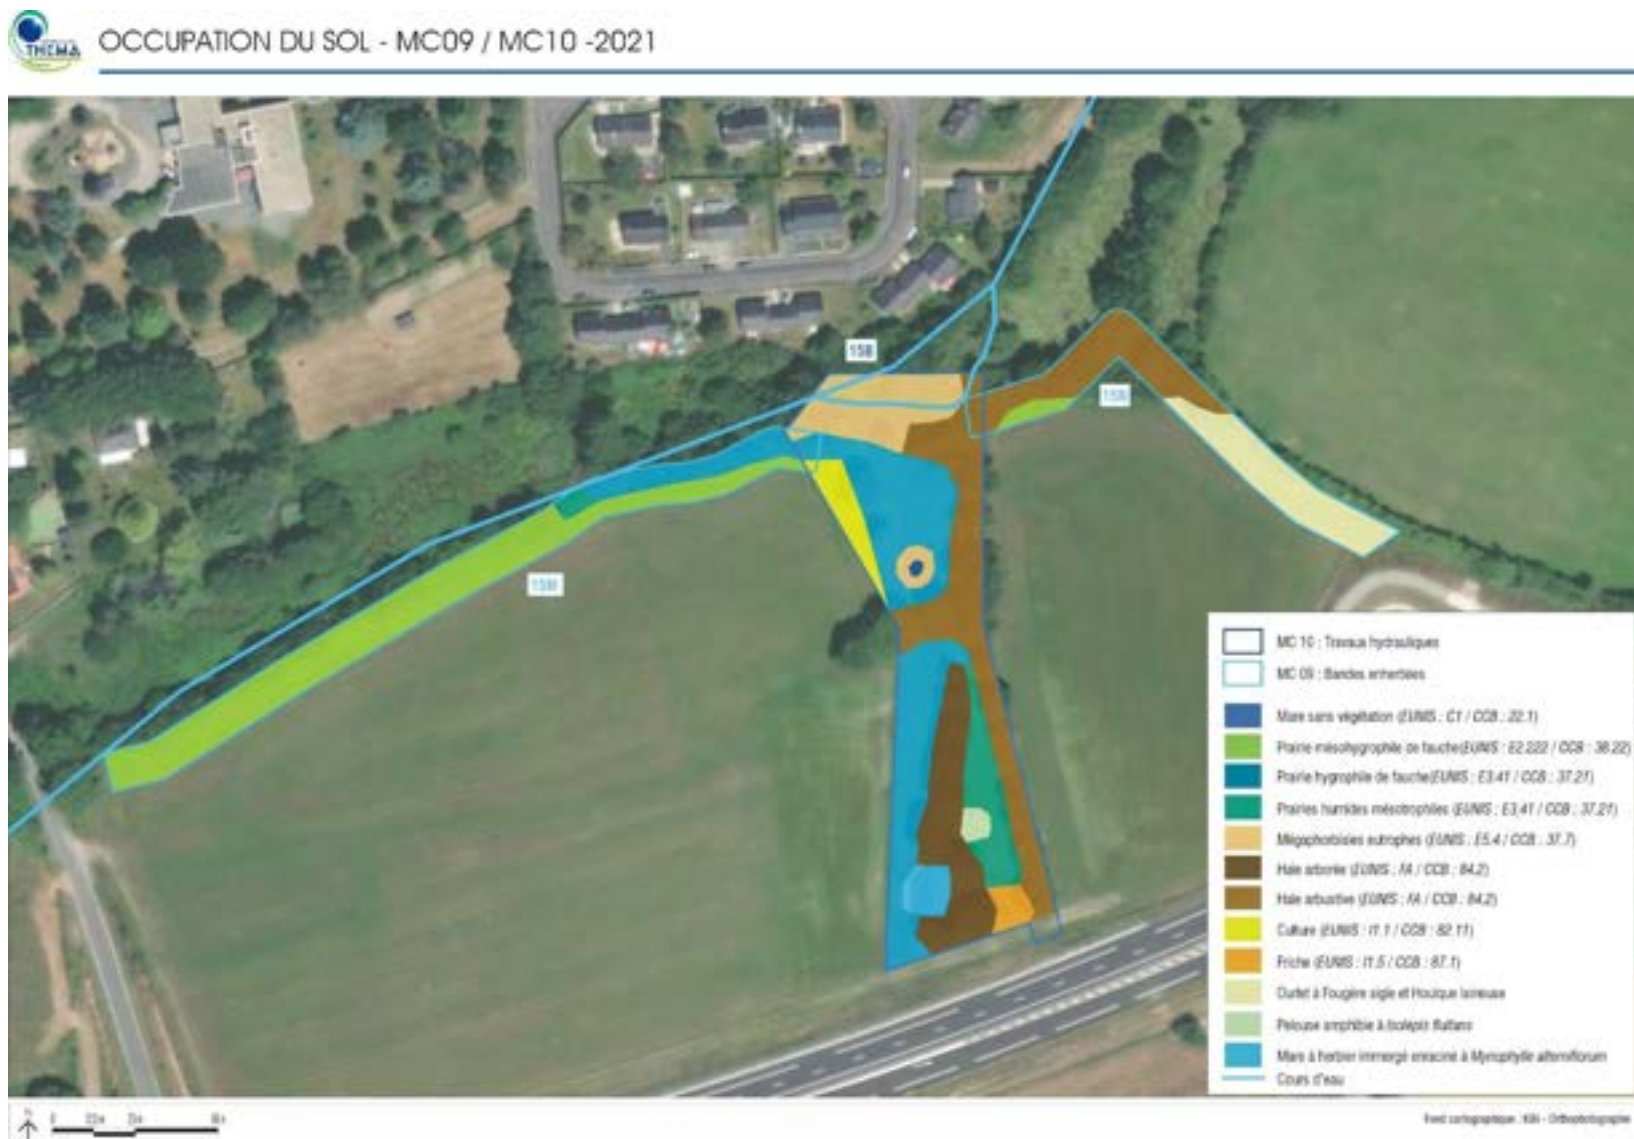 THEMA
OCCUPATION DU SOL - MC09 / MC10 -2021
15B
MC 10 : Travaux hydrauliques
MC 09 : Bandes enherbées
Mare sans végétation (EUNIS : C1 / CCB : 22.1)
Prairie mésohygrophile de fauche(EUNIS : E2.222 / CCB : 38.22)
Prairie hygrophile de fauche(EUNIS : E3.41 / CCB : 37.21)
Prairies humides mésotrophiles (EUNIS : E3.41 / CCB : 37.21)
Mégaphorbiaies eutrophes (EUNIS : E5.4 / CCB : 37.7)
Haie arborée (EUNIS : FA / CCB : 84.2)
Haie arbustive (EUNIS : FA / CCB : 84.2)
Culture (EUNIS : I1.1 / CCB : 82.11)
Friche (EUNIS : I1.5 / CCB : 87.1)
Ourlet à Fougère aigle et Houlque laineuse
Pelouse amphibie à Isolepis fluitans
Mare à herbier immergé enraciné à Myriophylle alterniflorum
Cours d'eau
0
Fond cartographique : IGN - Orthophotographie